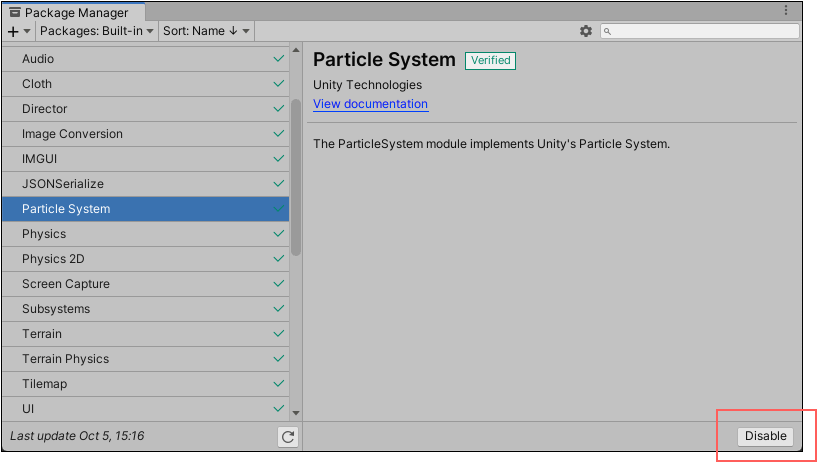 Package Manager
Packages: Built-in Sort: Name ↓
Audio
Cloth
Director
Image Conversion
IMGUI
JSONSerialize
Particle System
Physics
Physics 2D
Screen Capture
Subsystems
Terrain
Terrain Physics
Tilemap
UI
Last update Oct 5, 15:16
Particle System Verified
Unity Technologies
View documentation
The ParticleSystem module implements Unity's Particle System.
Disable